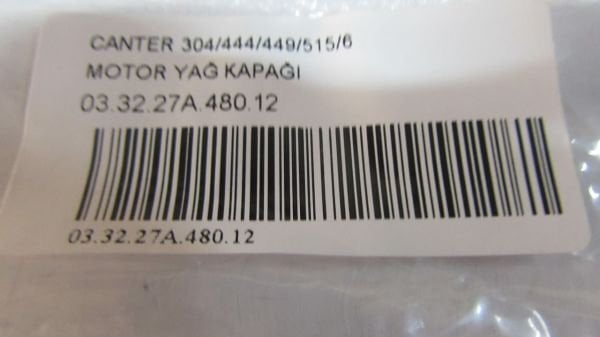 CANTER 304/444/449/515/6
MOTOR YAĞ KAPAĞI
03.32.27A.480.12
03.32.27A.480.12